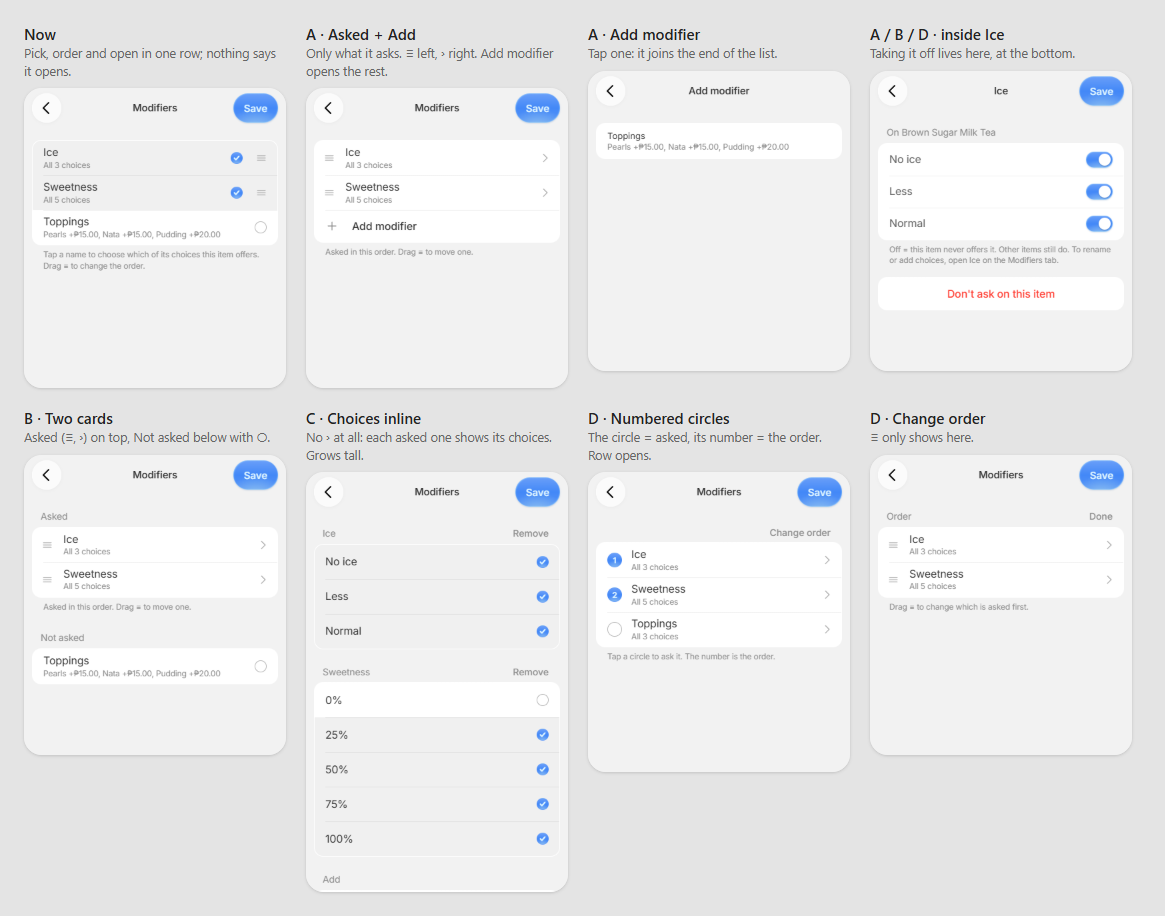 Now
Pick, order and open in one row; nothing says
it opens.
Modifiers
Save
Ice
All 3 choices
Sweetness
All 5 choices
Toppings
Pearls +₱15.00, Nata +₱15.00, Pudding +₱20.00
Tap a name to choose which of its choices this item offers.
Drag ≡ to change the order.
A · Asked + Add
Only what it asks. ≡ left, › right. Add modifier
opens the rest.
Modifiers
Save
Ice
All 3 choices
Sweetness
All 5 choices
+ Add modifier
Asked in this order. Drag ≡ to move one.
A · Add modifier
Tap one: it joins the end of the list.
Add modifier
Toppings
Pearls +₱15.00, Nata +₱15.00, Pudding +₱20.00
A / B / D · inside Ice
Taking it off lives here, at the bottom.
Ice
Save
On Brown Sugar Milk Tea
No ice
Less
Normal
Off = this item never offers it. Other items still do. To rename
or add choices, open Ice on the Modifiers tab.
Don't ask on this item
B · Two cards
Asked (≡, ›) on top, Not asked below with ○.
Modifiers
Save
Asked
Ice
All 3 choices
Sweetness
All 5 choices
Asked in this order. Drag ≡ to move one.
Not asked
Toppings
Pearls +₱15.00, Nata +₱15.00, Pudding +₱20.00
C · Choices inline
No › at all: each asked one shows its choices.
Grows tall.
Modifiers
Save
Ice
Remove
No ice
Less
Normal
Sweetness
Remove
0%
25%
50%
75%
100%
Add
D · Numbered circles
The circle = asked, its number = the order.
Row opens.
Modifiers
Save
Change order
1
Ice
All 3 choices
2
Sweetness
All 5 choices
Toppings
All 3 choices
Tap a circle to ask it. The number is the order.
D · Change order
≡ only shows here.
Modifiers
Save
Order
Done
Ice
All 3 choices
Sweetness
All 5 choices
Drag ≡ to change which is asked first.